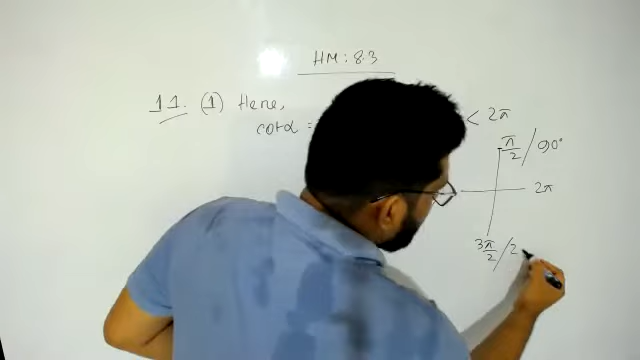 HM: 8.3
11. (1) Here,
cotα = < 2π
π/2 / 90°
2π
3π/2 / 2